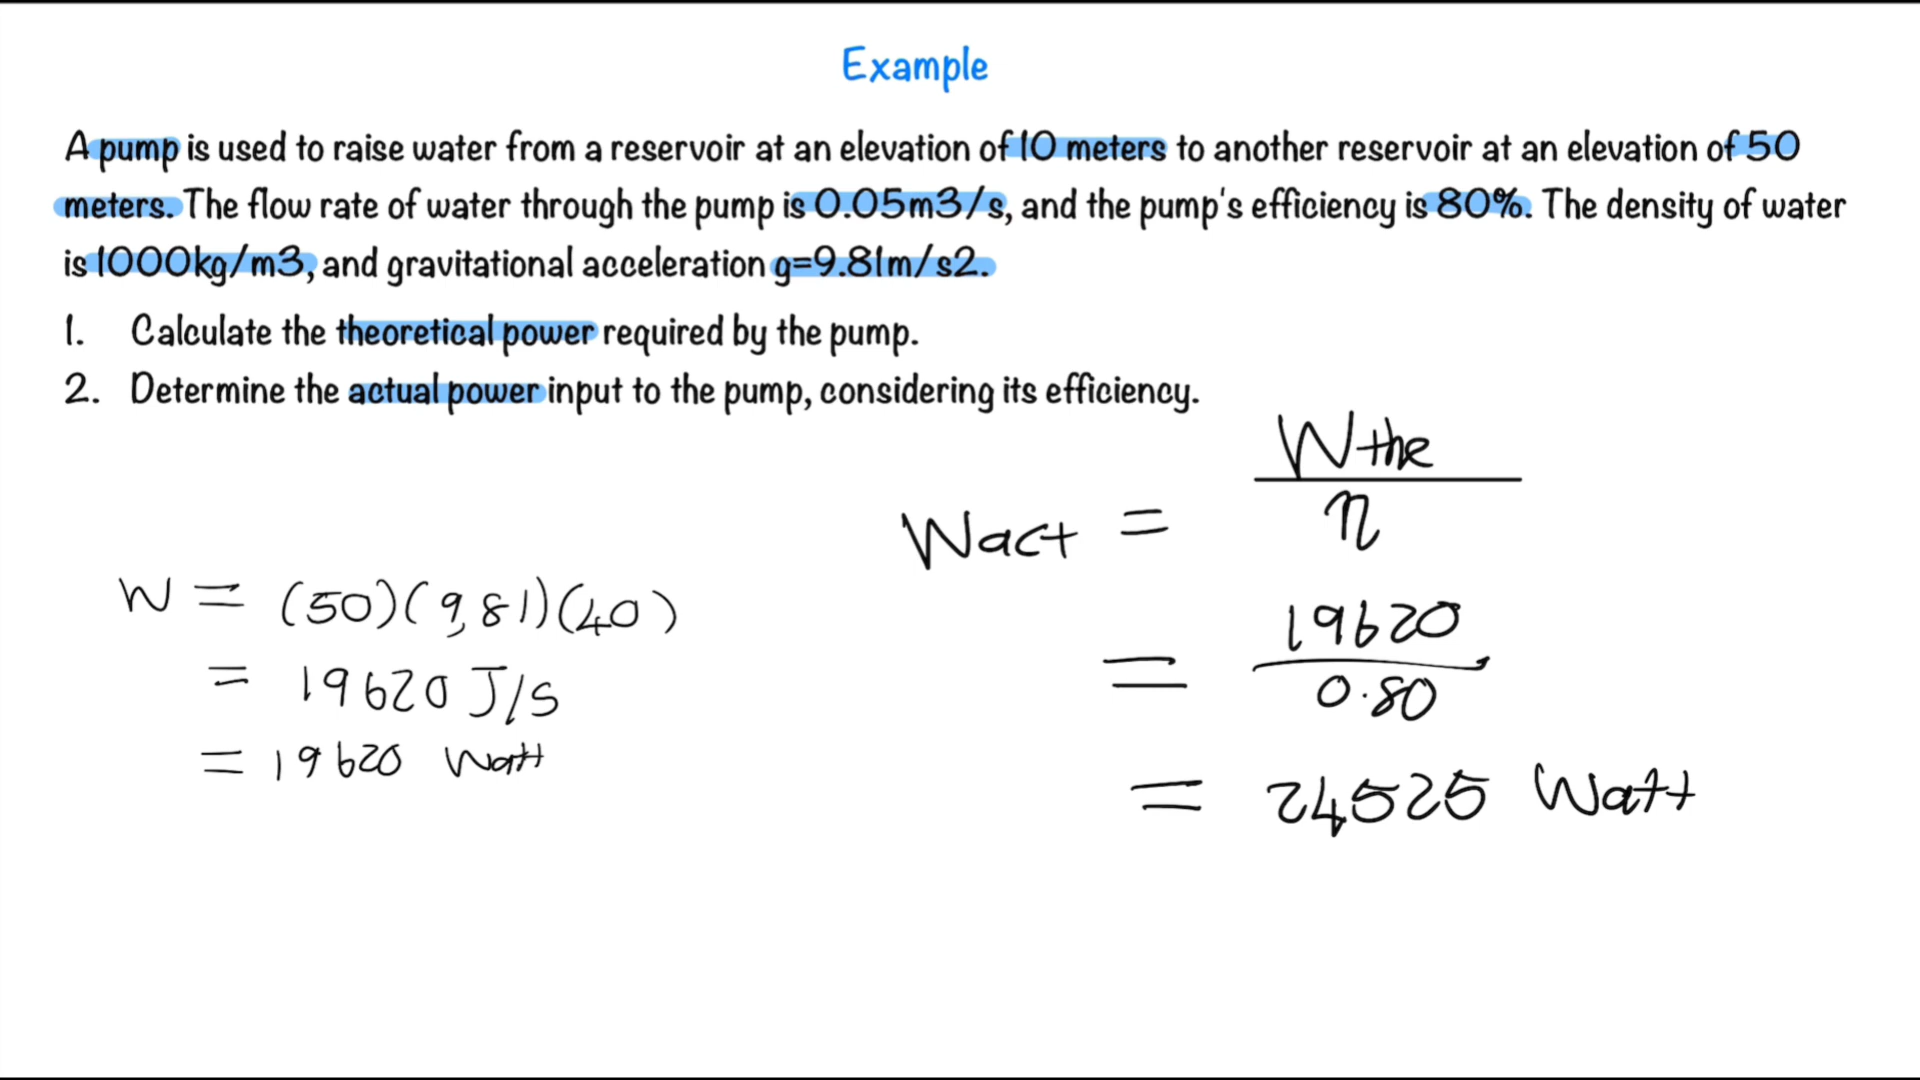 Example
A pump is used to raise water from a reservoir at an elevation of 10 meters to another reservoir at an elevation of 50
meters. The flow rate of water through the pump is 0.05m3/s, and the pump's efficiency is 80%. The density of water
is 1000kg/m3, and gravitational acceleration g=9.81m/s2.
1. Calculate the theoretical power required by the pump.
2. Determine the actual power input to the pump, considering its efficiency.
W = (50)(9,81)(40)
= 19620 J/s
= 19620 Watt
Wact = Wthe / η
= 19620 / 0.80
= 24525 Watt